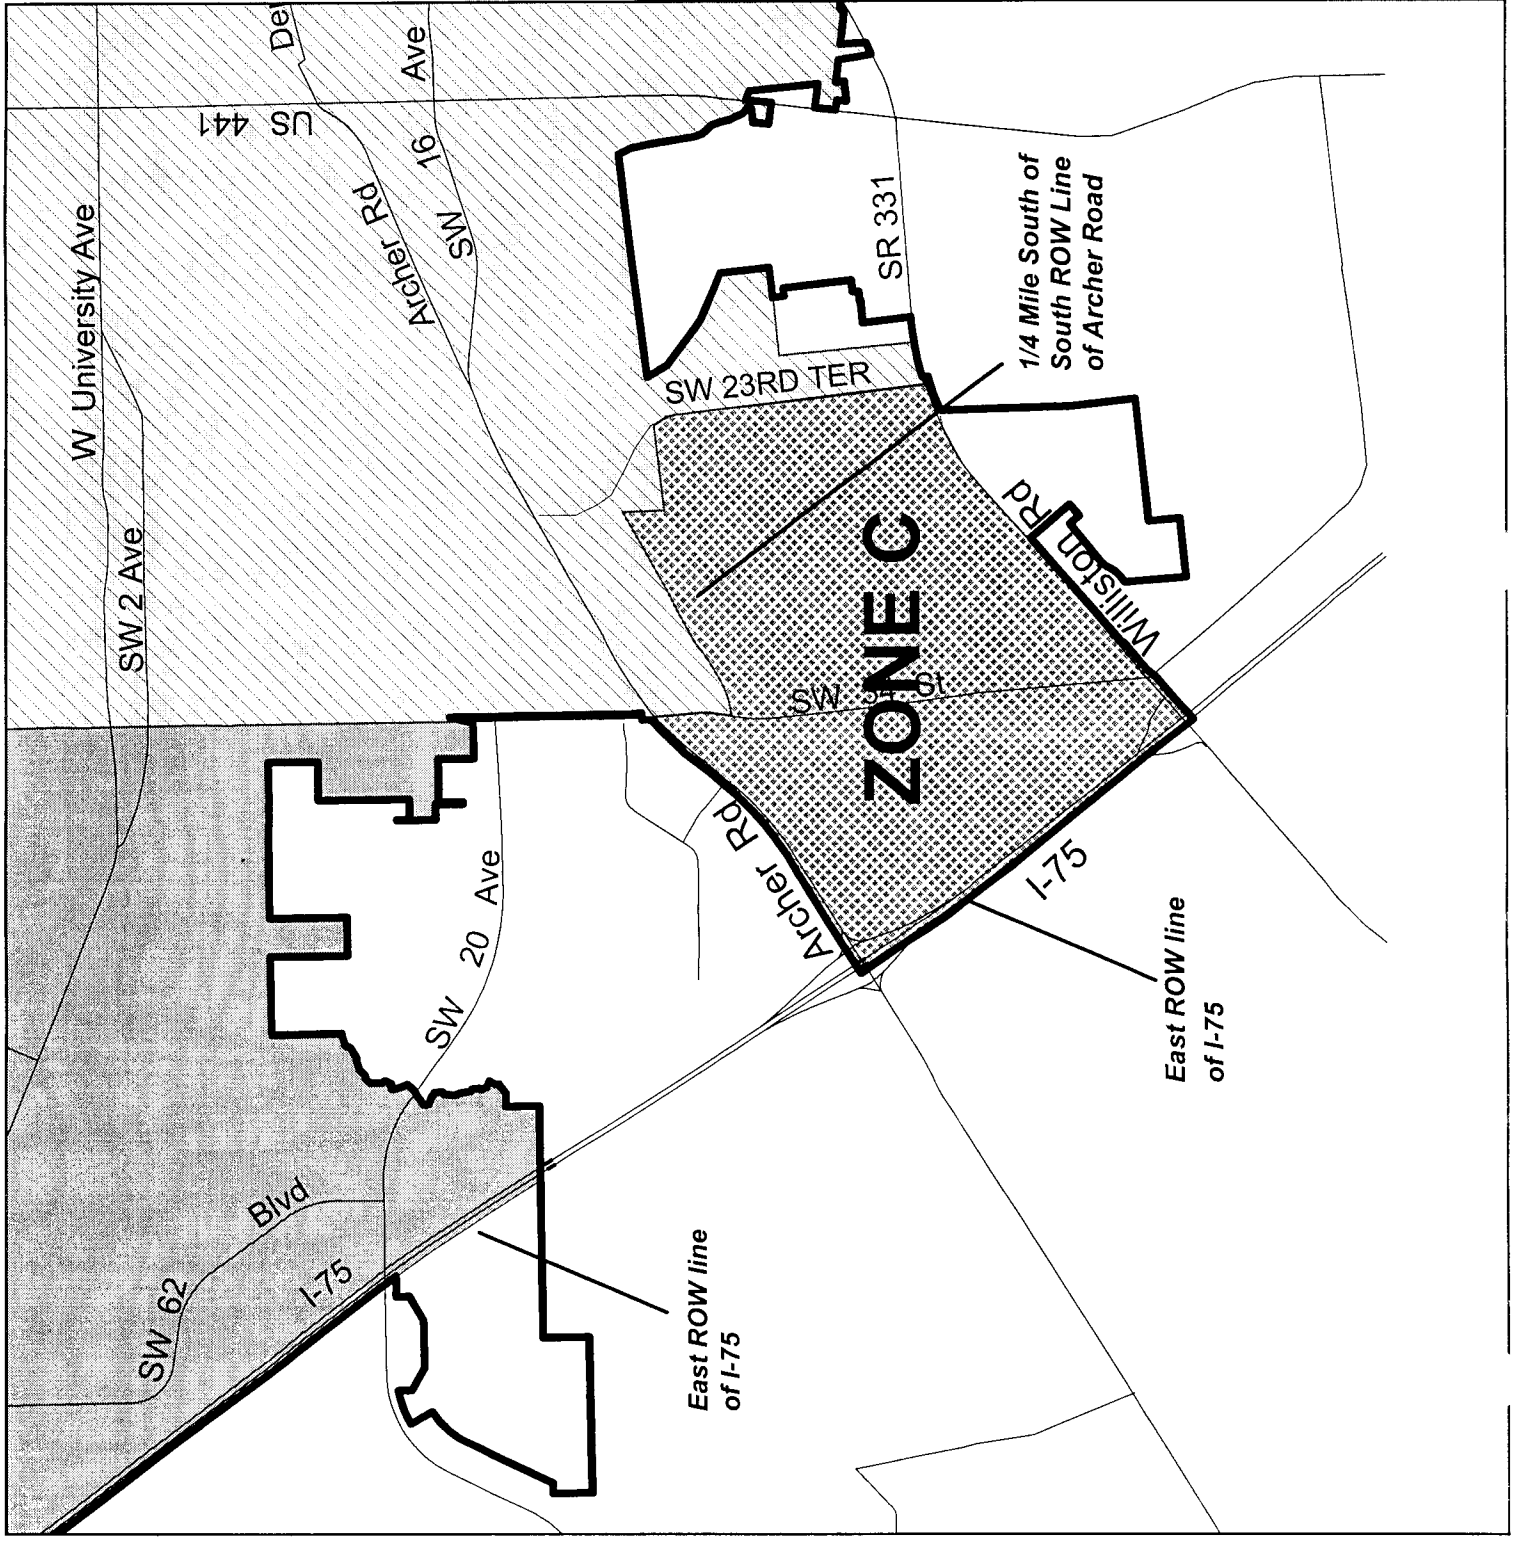 W University Ave
SW 2 Ave
US 441
Archer Rd
SW 16 Ave
SR 331
SW 23RD TER
1/4 Mile South of
South ROW Line
of Archer Road
ZONE C
Williston Rd
SW St
Archer Rd
SW 20 Ave
I-75
East ROW line
of I-75
SW 62 Blvd
I-75
East ROW line
of I-75